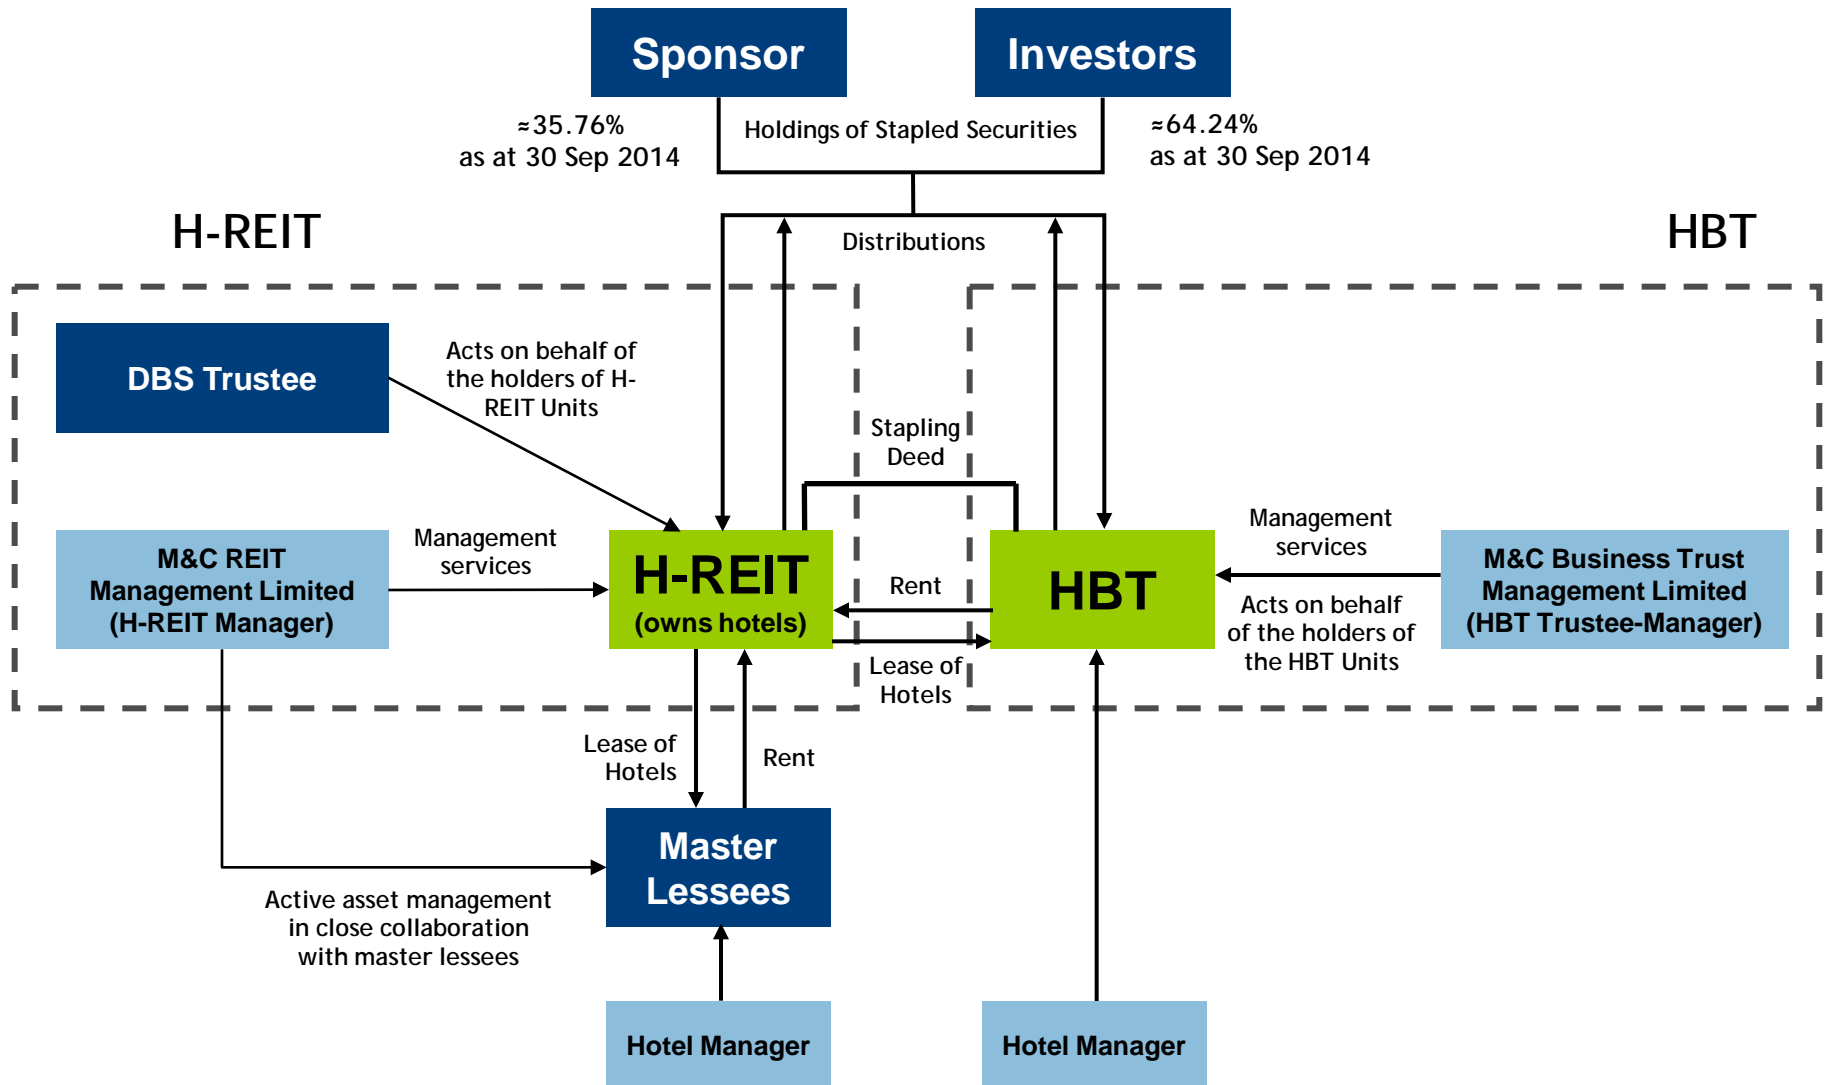 Sponsor
Investors
≈35.76%
as at 30 Sep 2014
Holdings of Stapled Securities
≈64.24%
as at 30 Sep 2014
H-REIT
HBT
Distributions
DBS Trustee
Acts on behalf of
the holders of H-
REIT Units
Stapling
Deed
M&C REIT
Management Limited
(H-REIT Manager)
Management
services
H-REIT
(owns hotels)
Rent
Lease of
Hotels
HBT
Management
services
Acts on behalf
of the holders of
the HBT Units
M&C Business Trust
Management Limited
(HBT Trustee-Manager)
Lease of
Hotels
Rent
Master
Lessees
Active asset management
in close collaboration
with master lessees
Hotel Manager
Hotel Manager